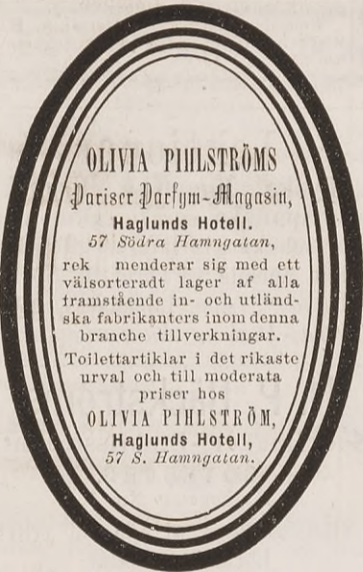 OLIVIA PIHLSTRÖMS
Pariser Parfym-Magasin,
Haglunds Hotell.
57 Södra Hamngatan,
rek menderar sig med ett
välsorteradt lager af alla
framstående in- och utländ-
ska fabrikanters inom denna
branche tillverkningar.
Toilettartiklar i det rikaste
urval och till moderata
priser hos
OLIVIA PIHLSTRÖM,
Haglunds Hotell,
57 S. Hamngatan.